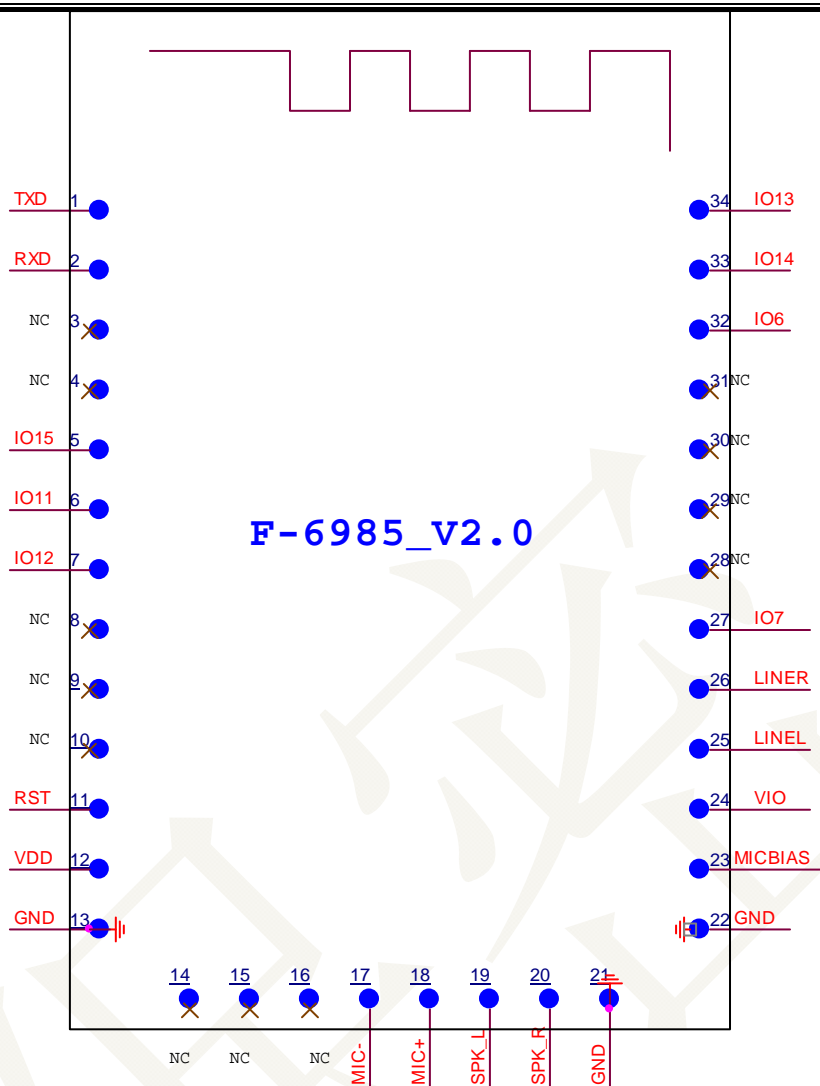 TXD 1
RXD 2
NC 3
NC 4
IO15 5
IO11 6
IO12 7
NC 8
NC 9
NC 10
RST 11
VDD 12
GND 13
F-6985_V2.0
34 IO13
33 IO14
32 IO6
31 NC
30 NC
29 NC
28 NC
27 IO7
26 LINER
25 LINEL
24 VIO
23 MICBIAS
22 GND
14 15 16 17 18 19 20 21
NC NC NC MIC- MIC+ SPK_L SPK_R GND